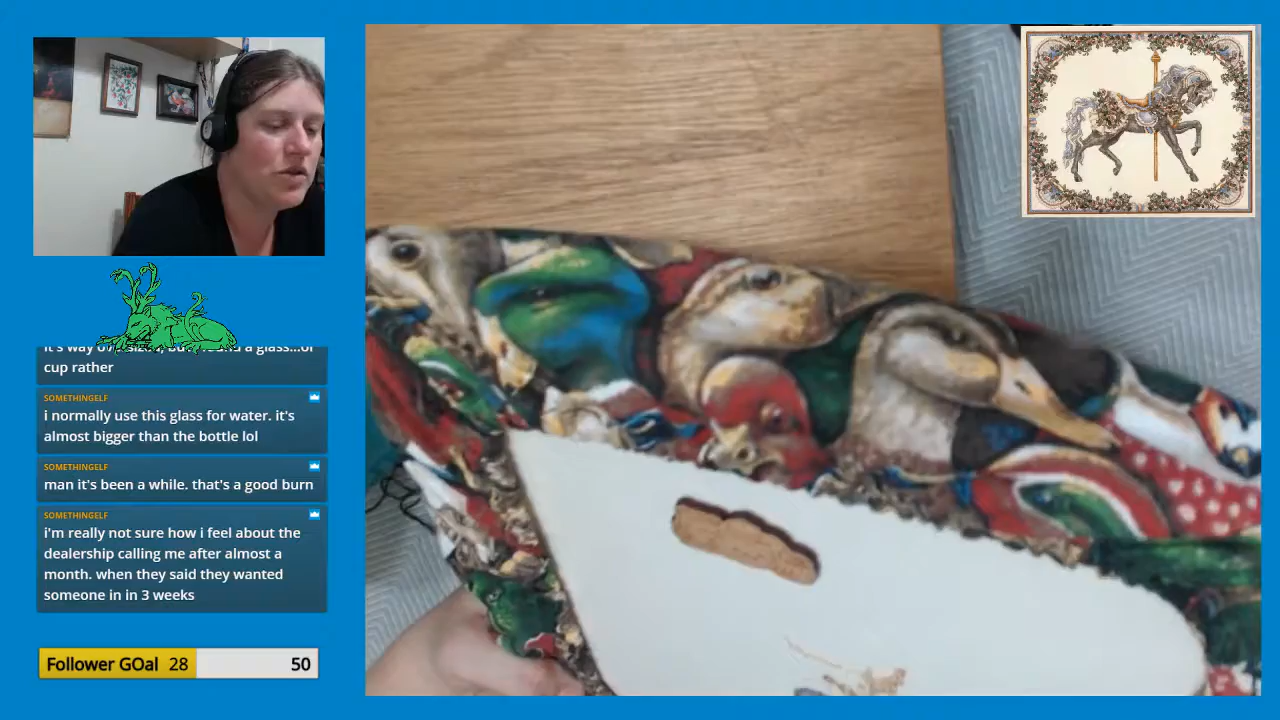 cup rather
SOMETHINGELF
i normally use this glass for water. it's
almost bigger than the bottle lol
SOMETHINGELF
man it's been a while. that's a good burn
SOMETHINGELF
i'm really not sure how i feel about the
dealership calling me after almost a
month. when they said they wanted
someone in in 3 weeks
Follower GOal 28 50